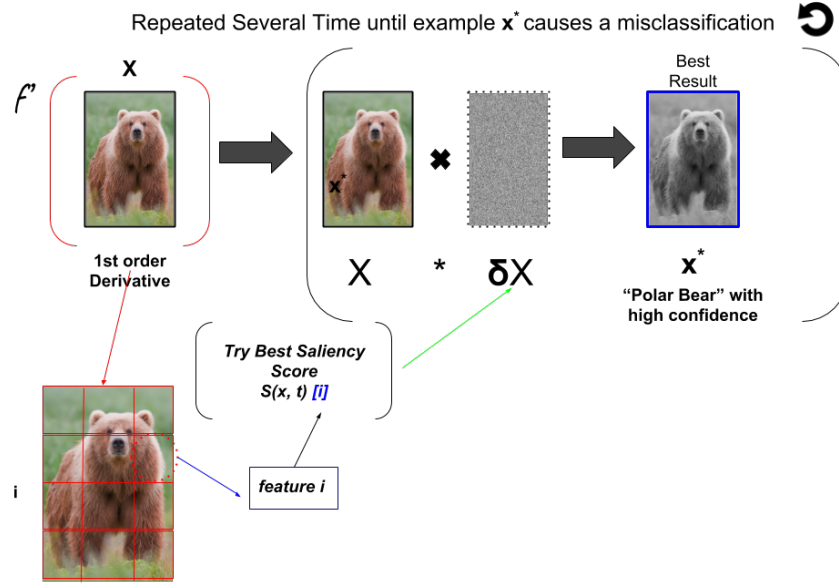 Repeated Several Time until example x* causes a misclassification
X
f'
Best
Result
x*
1st order
Derivative
X * δX
x*
“Polar Bear” with
high confidence
Try Best Saliency
Score
S(x, t) [i]
feature i
i